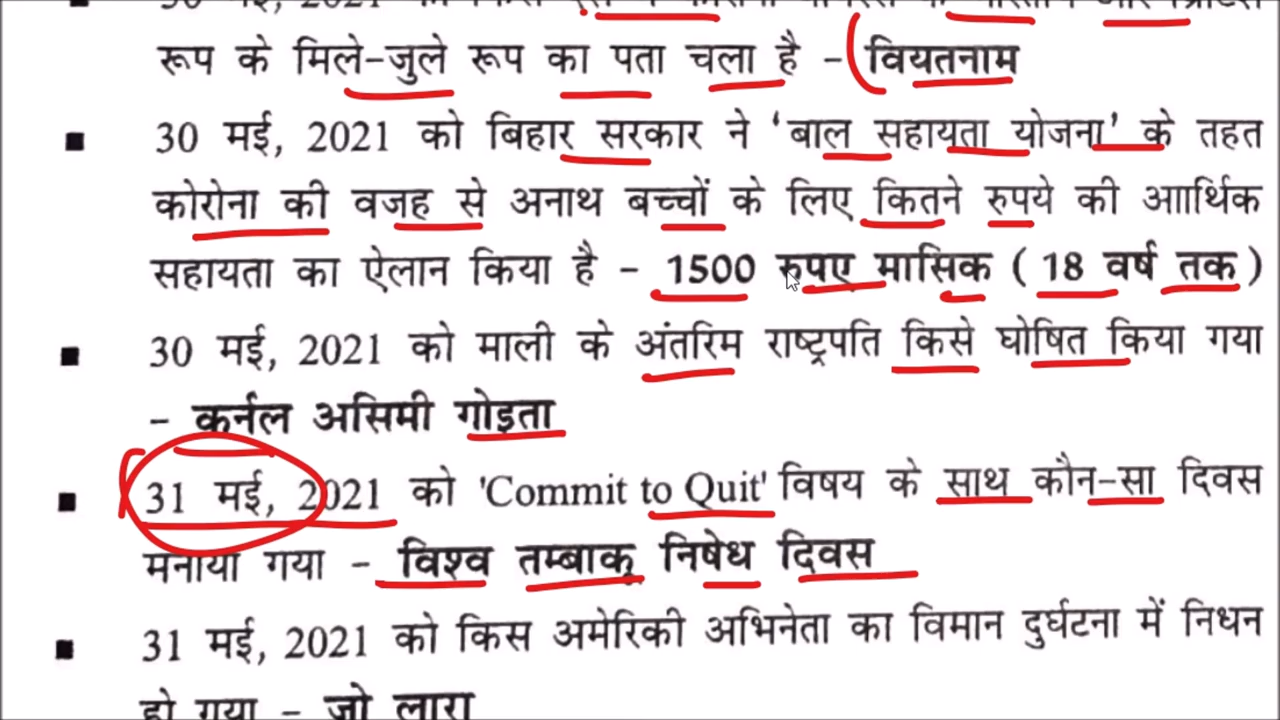 रूप के मिले-जुले रूप का पता चला है - वियतनाम
▪ 30 मई, 2021 को बिहार सरकार ने 'बाल सहायता योजना' के तहत
कोरोना की वजह से अनाथ बच्चों के लिए कितने रुपये की आार्थिक
सहायता का ऐलान किया है - 1500 रुपए मासिक ( 18 वर्ष तक )
▪ 30 मई, 2021 को माली के अंतरिम राष्ट्रपति किसे घोषित किया गया
- कर्नल असिमी गोइता
▪ 31 मई, 2021 को 'Commit to Quit' विषय के साथ कौन-सा दिवस
मनाया गया - विश्व तम्बाकू निषेध दिवस
▪ 31 मई, 2021 को किस अमेरिकी अभिनेता का विमान दुर्घटना में निधन
हो गया - जो लारा